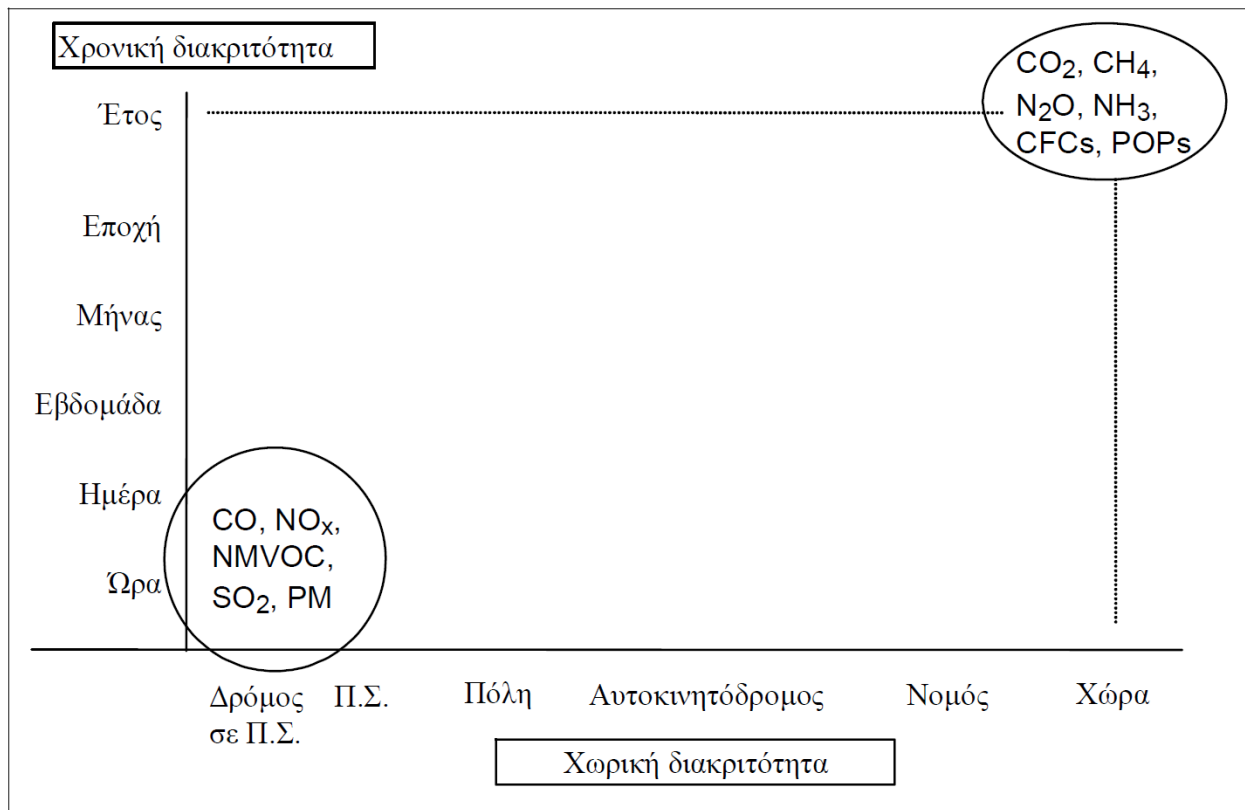 Χρονική διακριτότητα
CO₂, CH₄,
N₂O, NH₃,
CFCs, POPs
Έτος
Εποχή
Μήνας
Εβδομάδα
Ημέρα
Ώρα
CO, NOₓ,
NMVOC,
SO₂, PM
Δρόμος
σε Π.Σ.
Π.Σ.
Πόλη
Αυτοκινητόδρομος
Νομός
Χώρα
Χωρική διακριτότητα